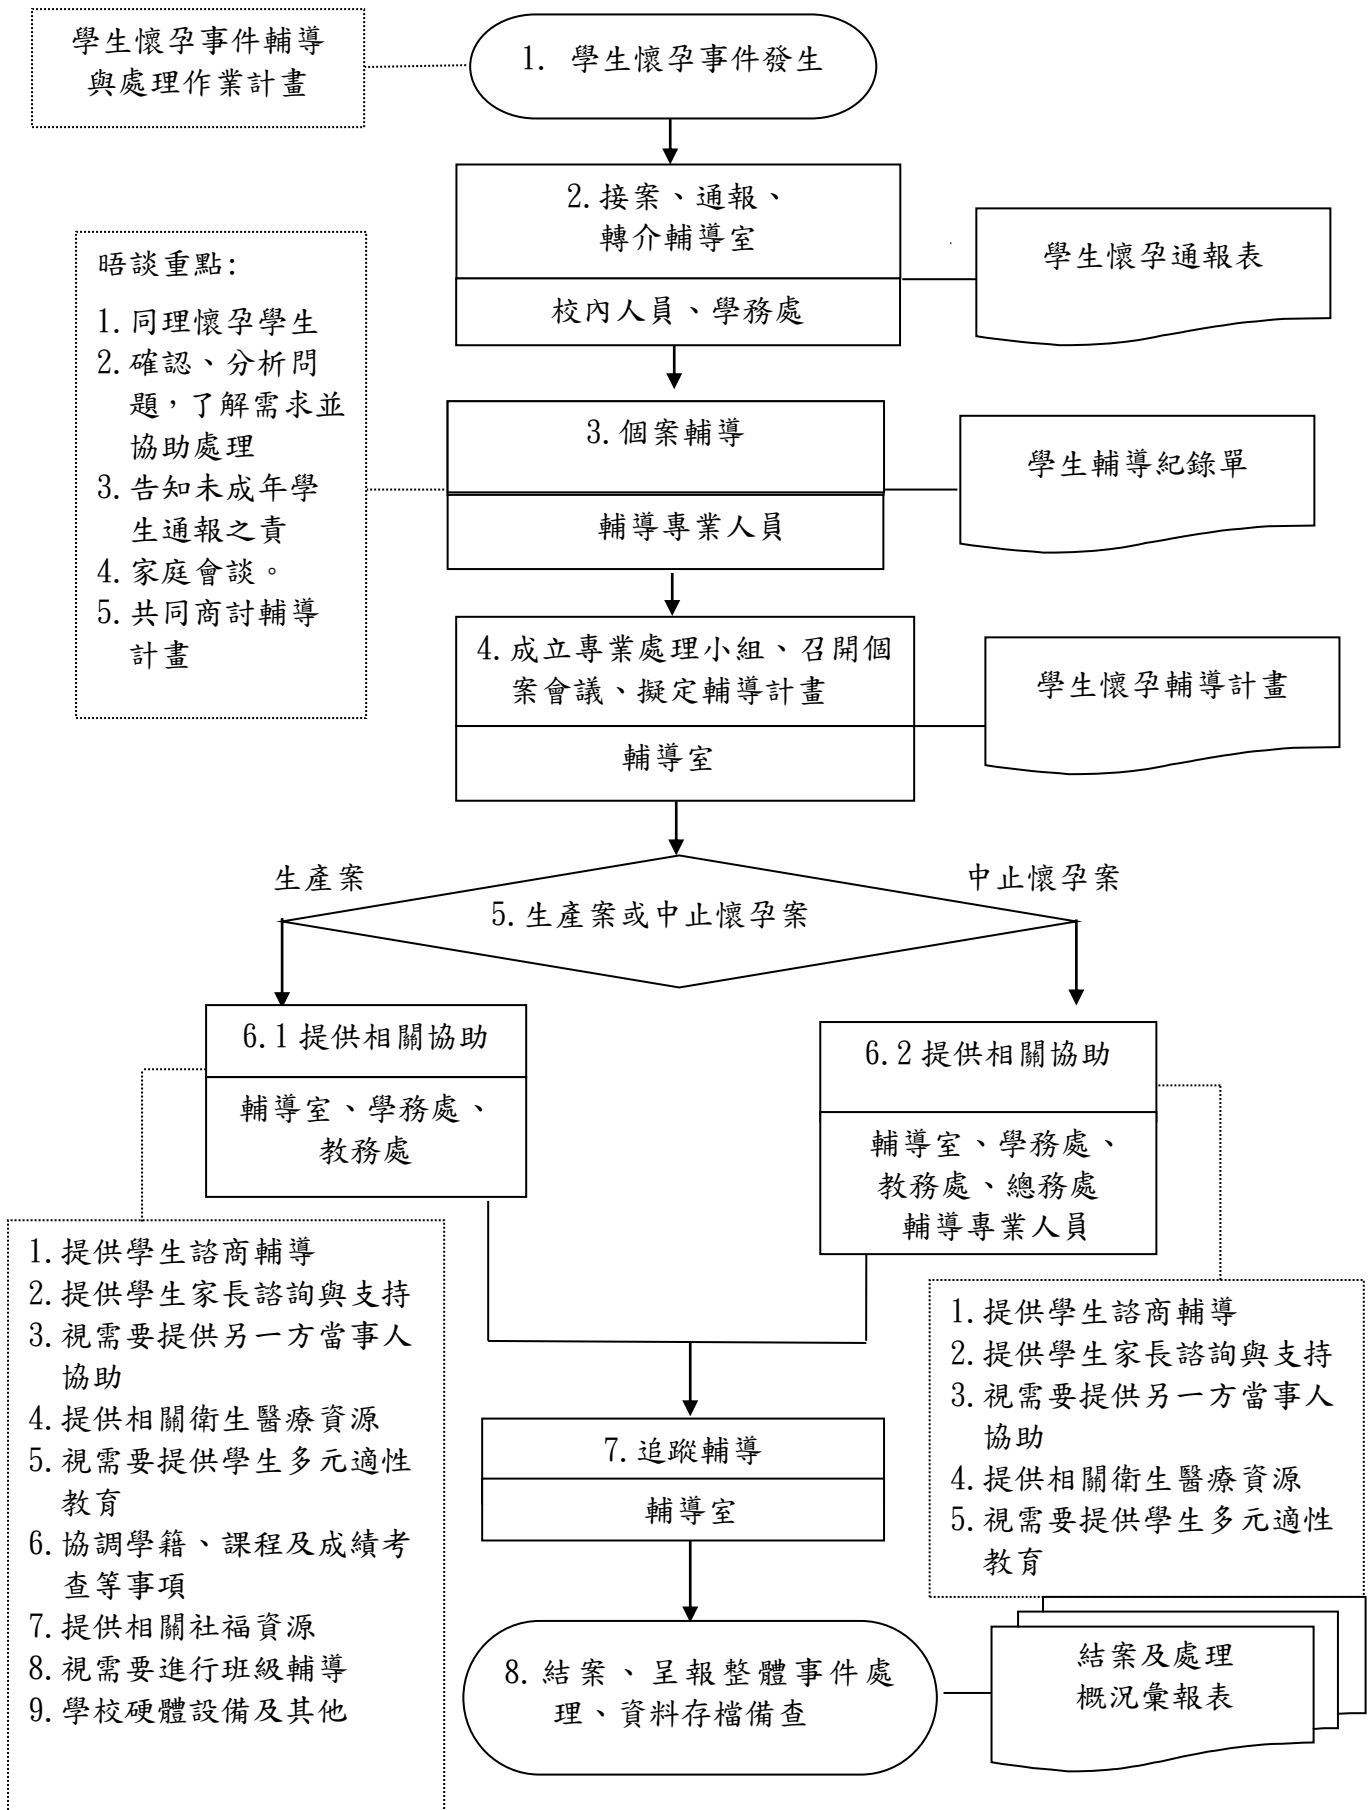 學生懷孕事件輔導
與處理作業計畫
1. 學生懷孕事件發生
2.接案、通報、
轉介輔導室
校內人員、學務處
學生懷孕通報表
晤談重點:
1.同理懷孕學生
2.確認、分析問
題，了解需求並
協助處理
3.告知未成年學
生通報之責
4.家庭會談。
5.共同商討輔導
計畫
3.個案輔導
輔導專業人員
學生輔導紀錄單
4.成立專業處理小組、召開個
案會議、擬定輔導計畫
輔導室
學生懷孕輔導計畫
生產案
中止懷孕案
5.生產案或中止懷孕案
6.1提供相關協助
輔導室、學務處、
教務處
6.2提供相關協助
輔導室、學務處、
教務處、總務處
輔導專業人員
1.提供學生諮商輔導
2.提供學生家長諮詢與支持
3.視需要提供另一方當事人
協助
4.提供相關衛生醫療資源
5.視需要提供學生多元適性
教育
6.協調學籍、課程及成績考
查等事項
7.提供相關社福資源
8.視需要進行班級輔導
9.學校硬體設備及其他
1.提供學生諮商輔導
2.提供學生家長諮詢與支持
3.視需要提供另一方當事人
協助
4.提供相關衛生醫療資源
5.視需要提供學生多元適性
教育
7.追蹤輔導
輔導室
8.結案、呈報整體事件處
理、資料存檔備查
結案及處理
概況彙報表